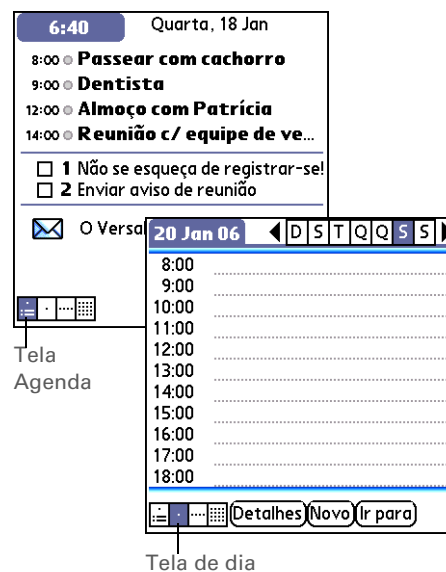 6:40 Quarta, 18 Jan
8:00 Passear com cachorro
9:00 Dentista
12:00 Almoço com Patrícia
14:00 Reunião c/ equipe de ve...
1 Não se esqueça de registrar-se!
2 Enviar aviso de reunião
O Versal
Tela
Agenda
20 Jan 06 D S T Q Q S S
8:00
9:00
10:00
11:00
12:00
13:00
14:00
15:00
16:00
17:00
18:00
Detalhes Novo Ir para
Tela de dia